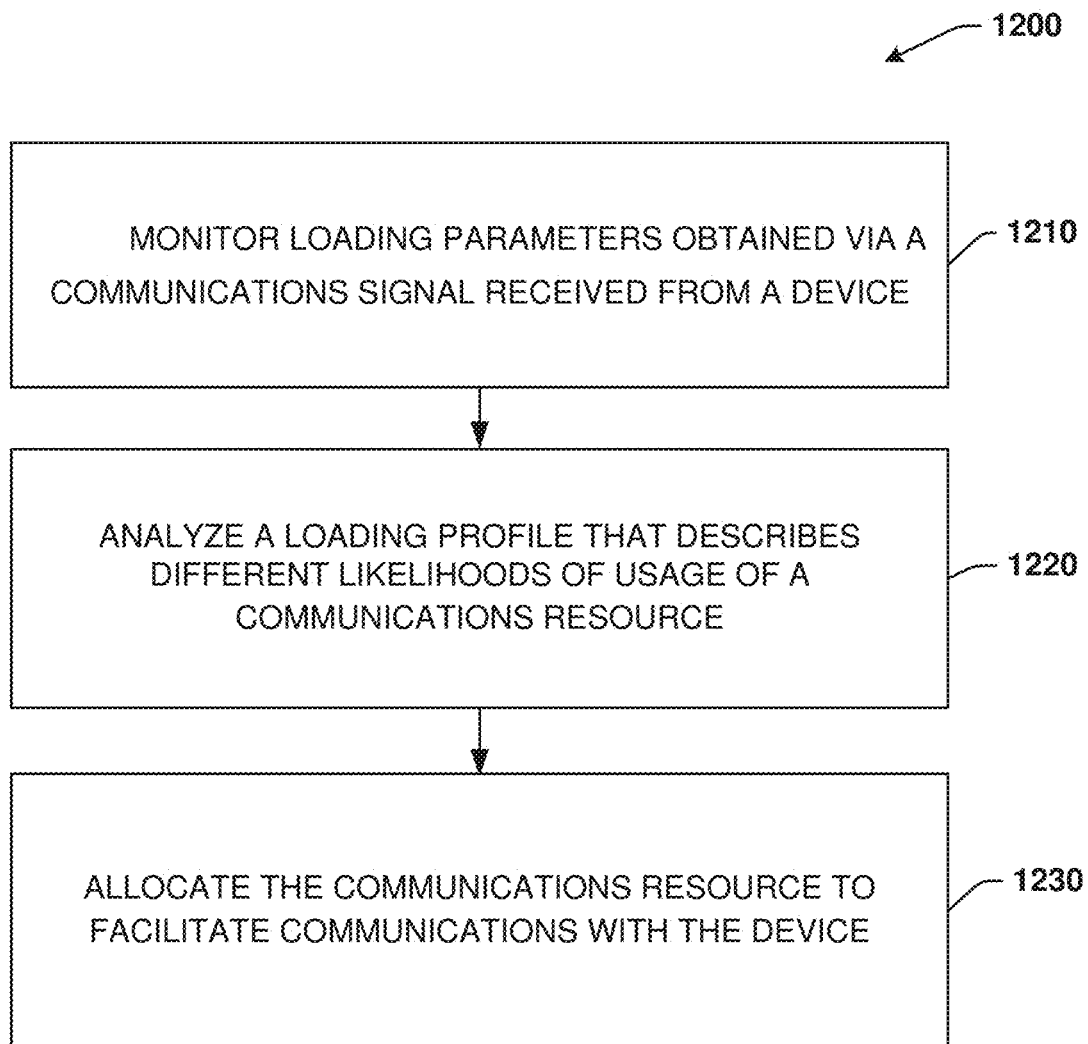 1200
MONITOR LOADING PARAMETERS OBTAINED VIA A
COMMUNICATIONS SIGNAL RECEIVED FROM A DEVICE
1210
ANALYZE A LOADING PROFILE THAT DESCRIBES
DIFFERENT LIKELIHOODS OF USAGE OF A
COMMUNICATIONS RESOURCE
1220
ALLOCATE THE COMMUNICATIONS RESOURCE TO
FACILITATE COMMUNICATIONS WITH THE DEVICE
1230